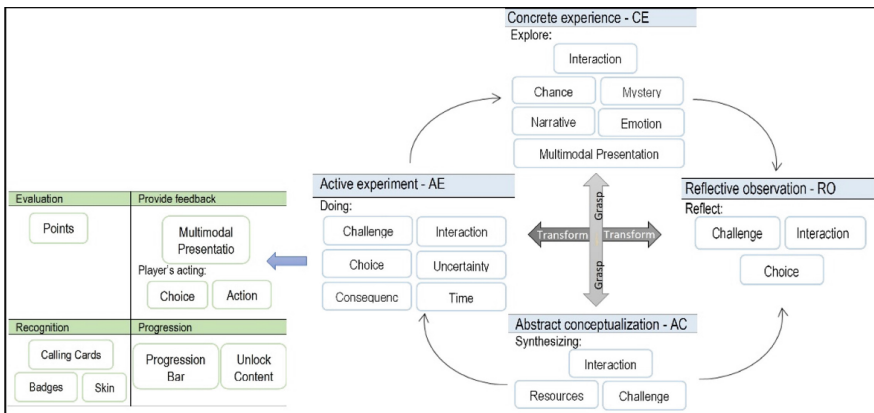 Concrete experience - CE
Explore:
Interaction
Chance
Mystery
Narrative
Emotion
Multimodal Presentation
Active experiment - AE
Doing:
Challenge
Interaction
Choice
Uncertainty
Consequenc
Time
Grasp
Transform
Transform
Grasp
Reflective observation - RO
Reflect:
Challenge
Interaction
Choice
Abstract conceptualization - AC
Synthesizing:
Interaction
Resources
Challenge
Evaluation
Points
Provide feedback
Multimodal
Presentatio
Player's acting:
Choice
Action
Recognition
Calling Cards
Badges
Skin
Progression
Progression
Bar
Unlock
Content